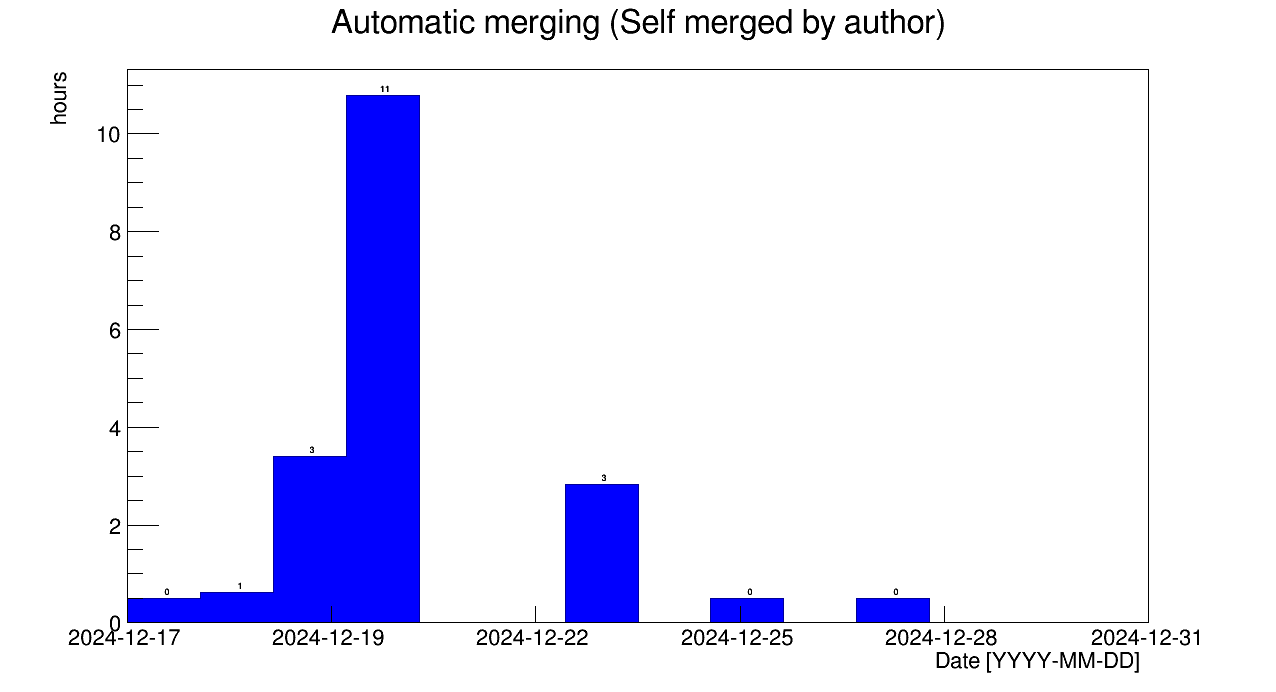 Automatic merging (Self merged by author)
hours
11
10
8
6
4
3
3
2
0 1 0 0
0
2024-12-17 2024-12-19 2024-12-22 2024-12-25 2024-12-28 2024-12-31
Date [YYYY-MM-DD]